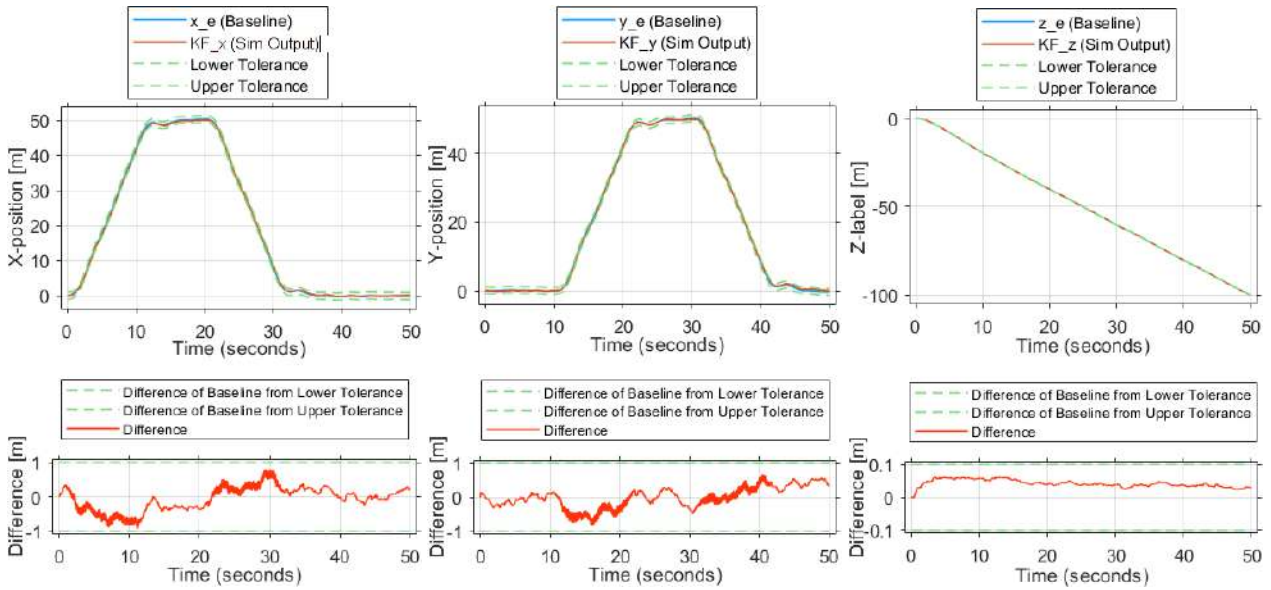 x_e (Baseline)
KF_x (Sim Output)
Lower Tolerance
Upper Tolerance
X-position [m]
50
40
30
20
10
0
0 10 20 30 40 50
Time (seconds)
y_e (Baseline)
KF_y (Sim Output)
Lower Tolerance
Upper Tolerance
Y-position [m]
40
20
0
0 10 20 30 40 50
Time (seconds)
z_e (Baseline)
KF_z (Sim Output)
Lower Tolerance
Upper Tolerance
Z-label [m]
0
-50
-100
0 10 20 30 40 50
Time (seconds)
Difference of Baseline from Lower Tolerance
Difference of Baseline from Upper Tolerance
Difference
Difference [m]
1
0
-1
0 10 20 30 40 50
Time (seconds)
Difference of Baseline from Lower Tolerance
Difference of Baseline from Upper Tolerance
Difference
Difference [m]
1
0
-1
0 10 20 30 40 50
Time (seconds)
Difference of Baseline from Lower Tolerance
Difference of Baseline from Upper Tolerance
Difference
Difference [m]
0.1
0
-0.1
0 10 20 30 40 50
Time (seconds)